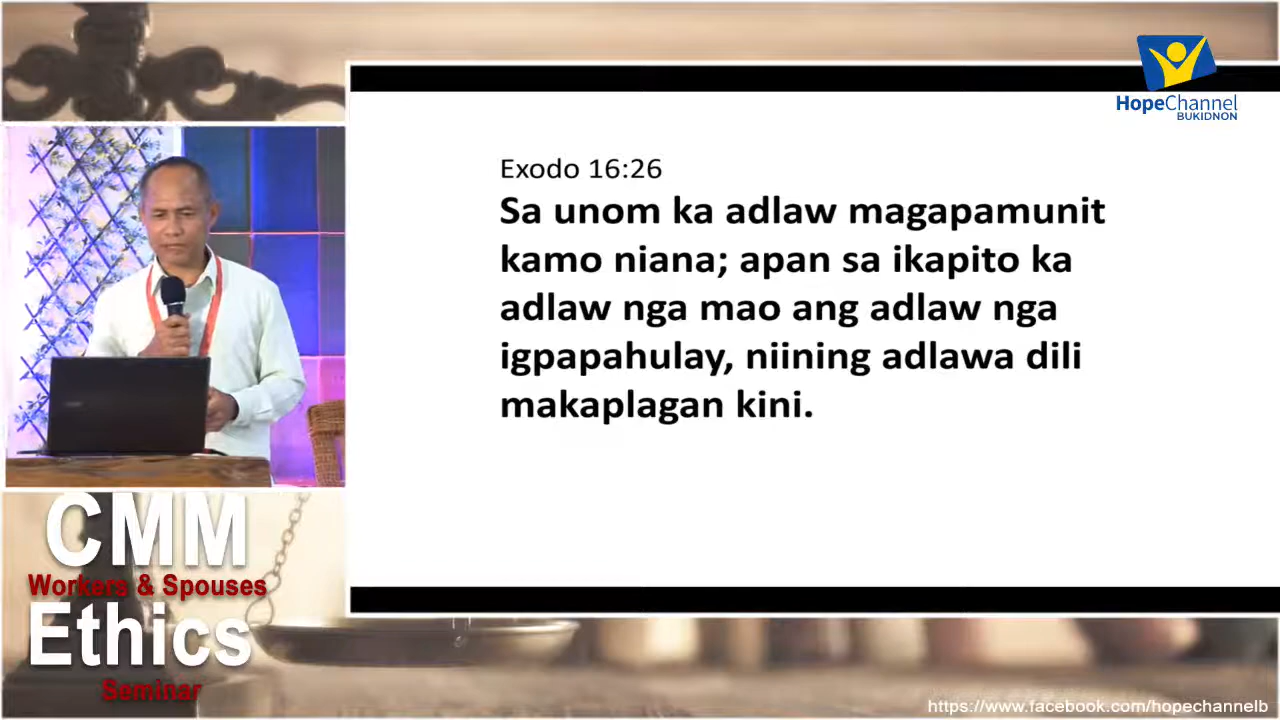 HopeChannel
BUKIDNON
Exodo 16:26
Sa unom ka adlaw magapamunit
kamo niana; apan sa ikapito ka
adlaw nga mao ang adlaw nga
igpapahulay, niining adlawa dili
makaplagan kini.
CMM
Workers & Spouses
Ethics
Seminar
https://www.facebook.com/hopechannelb